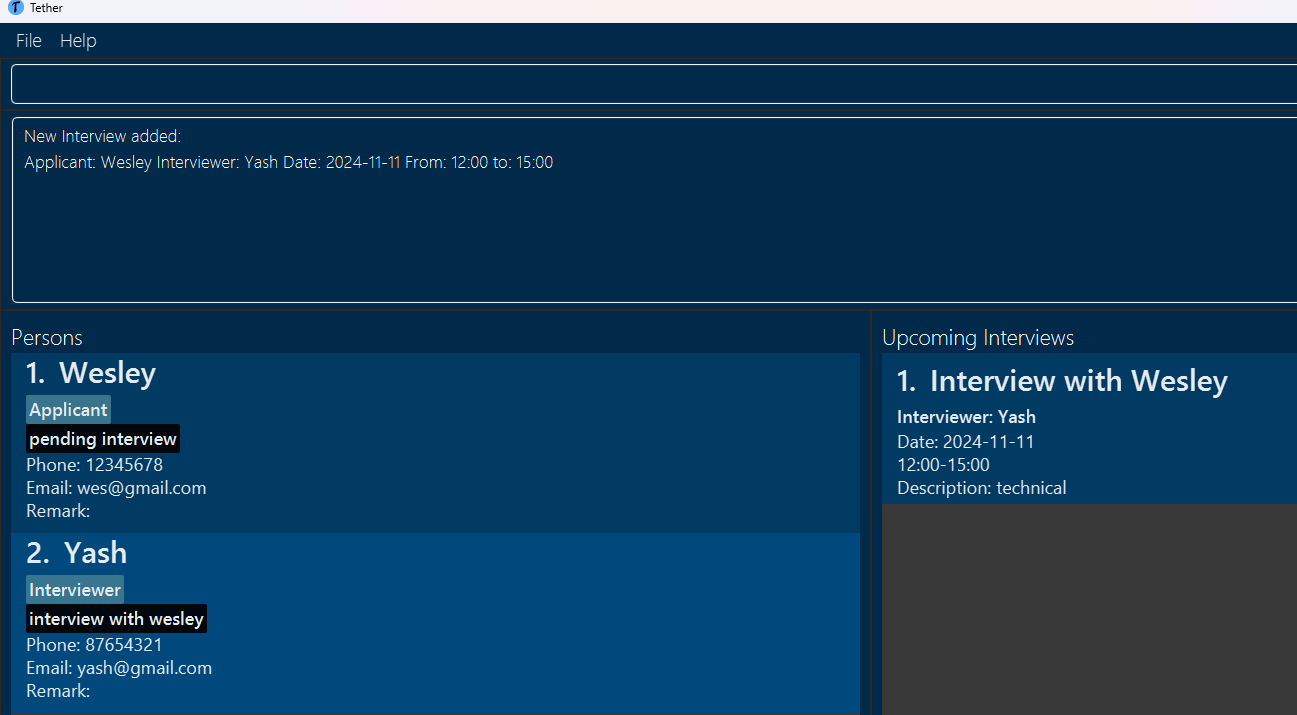 Tether
File Help
New Interview added:
Applicant: Wesley Interviewer: Yash Date: 2024-11-11 From: 12:00 to: 15:00
Persons
1. Wesley
Applicant
pending interview
Phone: 12345678
Email: wes@gmail.com
Remark:
2. Yash
Interviewer
interview with wesley
Phone: 87654321
Email: yash@gmail.com
Remark:
Upcoming Interviews
1. Interview with Wesley
Interviewer: Yash
Date: 2024-11-11
12:00-15:00
Description: technical